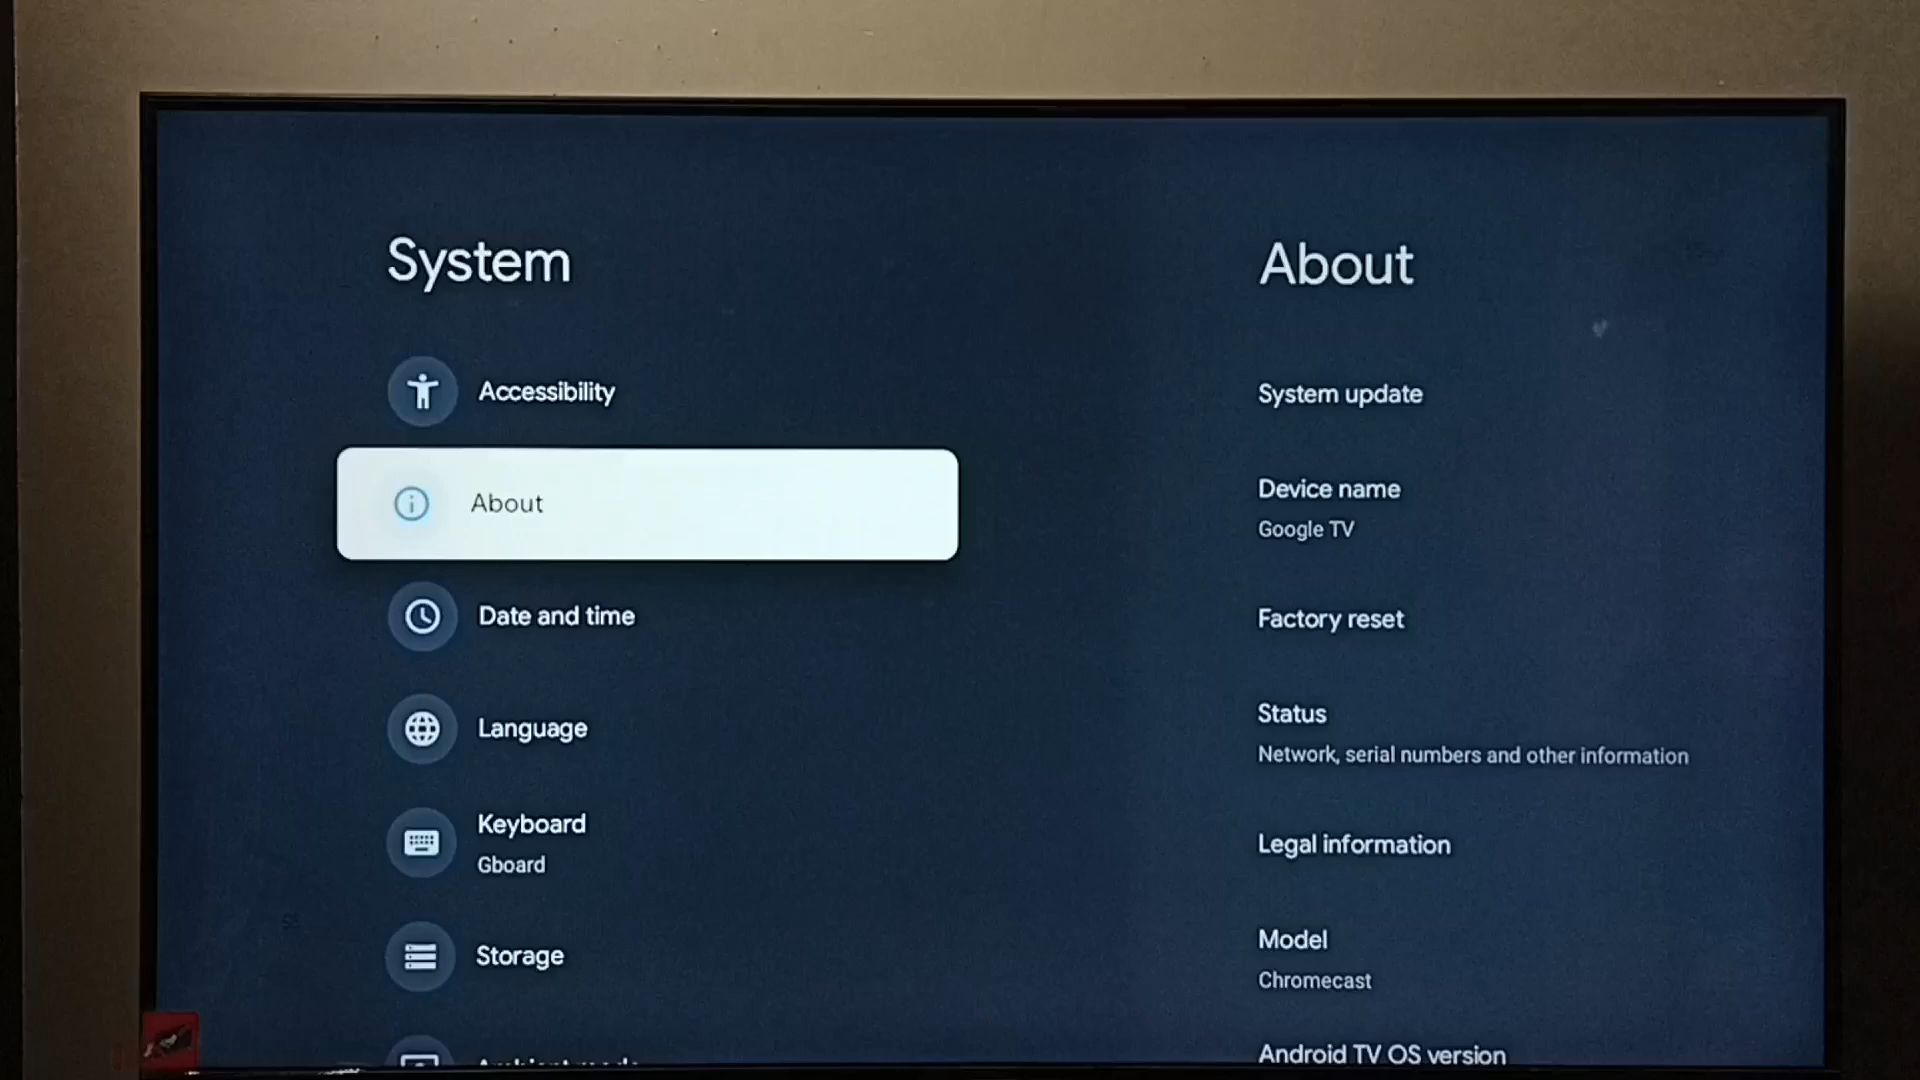 System
Accessibility
About
Date and time
Language
Keyboard
Gboard
Storage
About
System update
Device name
Google TV
Factory reset
Status
Network, serial numbers and other information
Legal information
Model
Chromecast
Android TV OS version